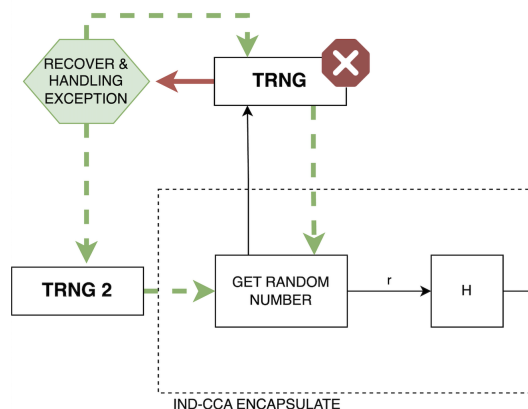 RECOVER &
HANDLING
EXCEPTION
TRNG
TRNG 2
GET RANDOM
NUMBER
r
H
IND-CCA ENCAPSULATE